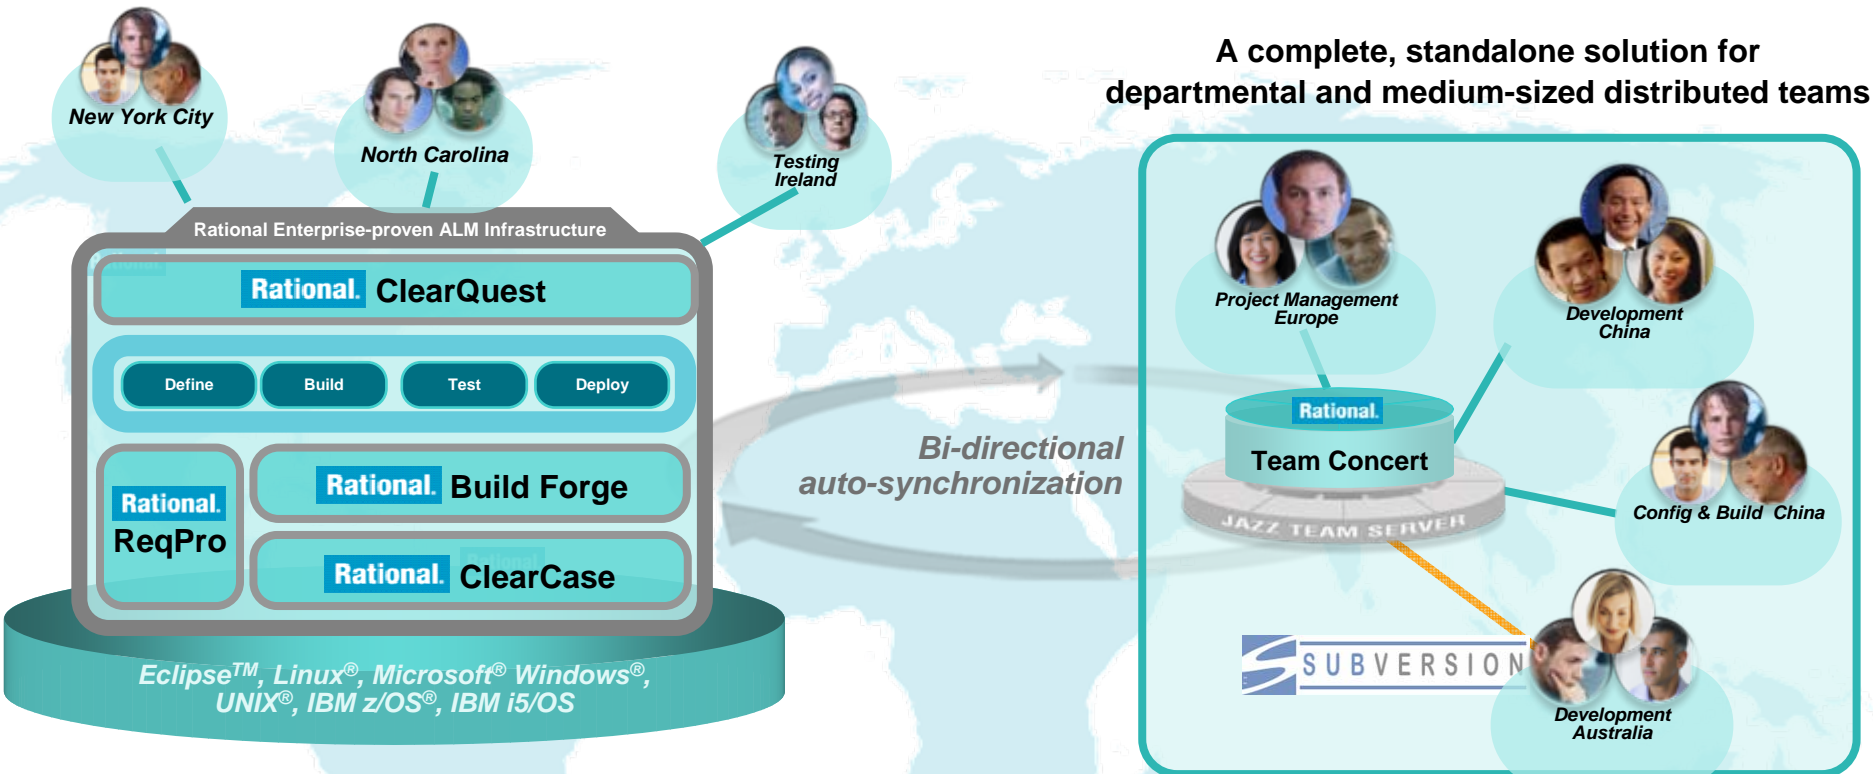 A complete, standalone solution for
departmental and medium-sized distributed teams
New York City
North Carolina
Testing
Ireland
Rational Enterprise-proven ALM Infrastructure
Rational. ClearQuest
Define
Build
Test
Deploy
Rational.
ReqPro
Rational. Build Forge
Rational. ClearCase
Eclipse™, Linux®, Microsoft® Windows®,
UNIX®, IBM z/OS®, IBM i5/OS
Bi-directional
auto-synchronization
Project Management
Europe
Development
China
Rational.
Team Concert
JAZZ TEAM SERVER
Config & Build China
SUBVERSION
Development
Australia